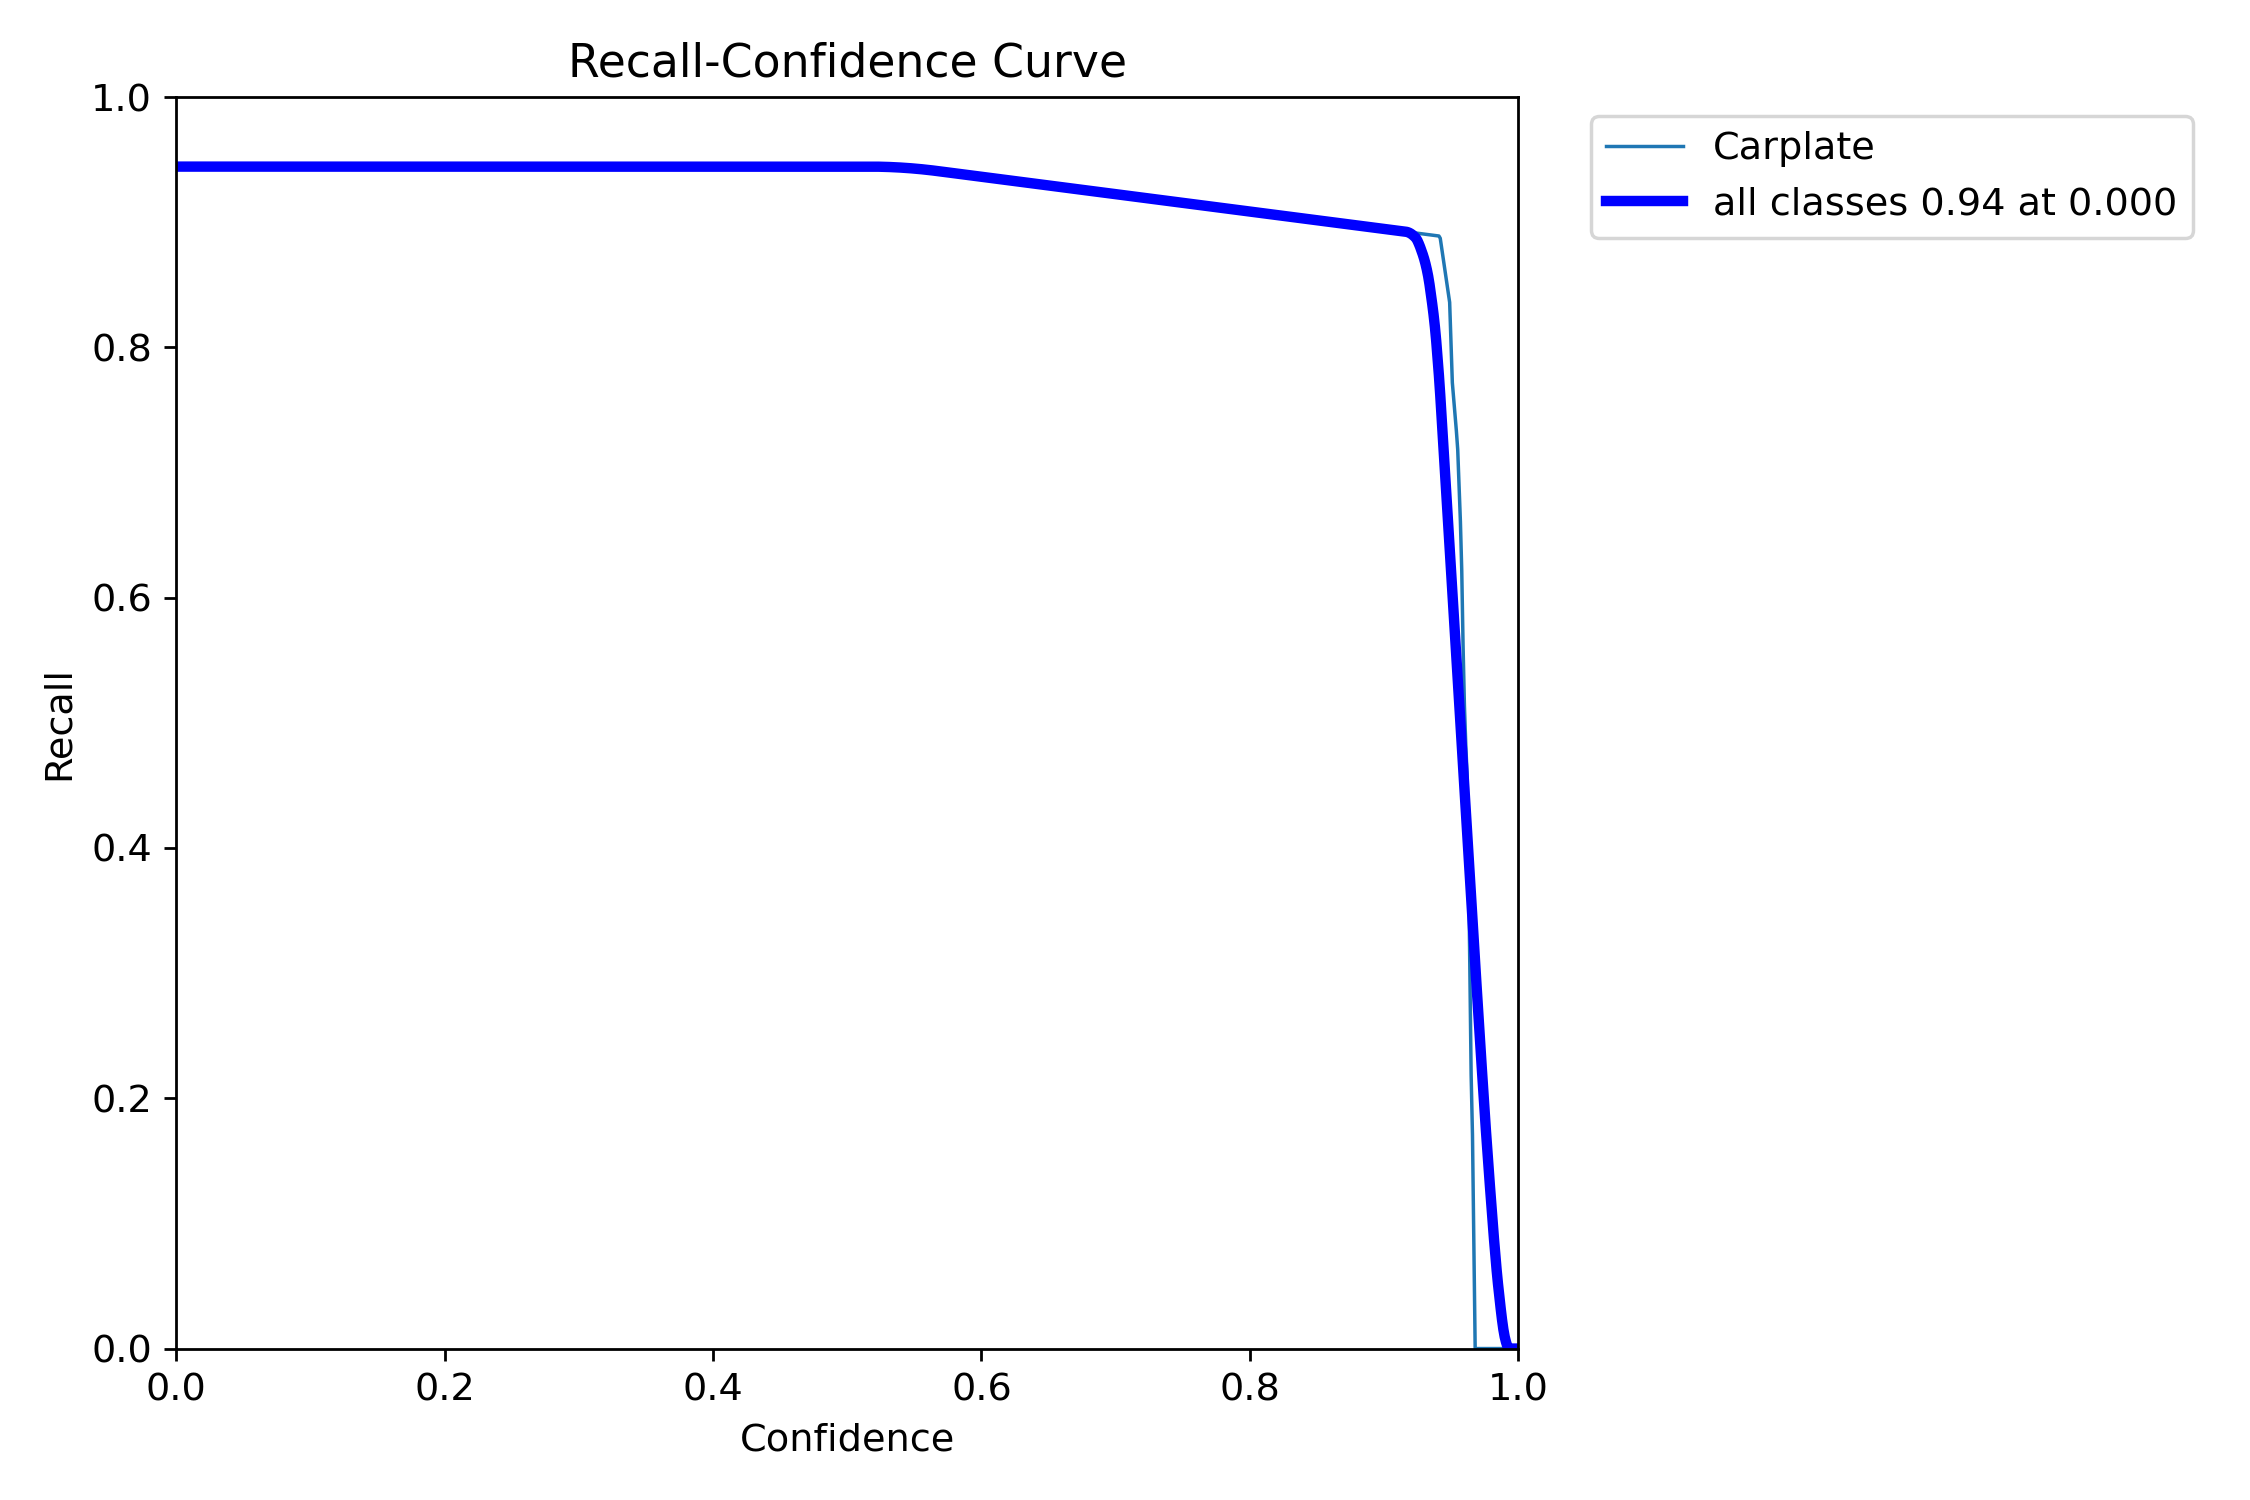 Recall-Confidence Curve
1.0
0.8
0.6
0.4
0.2
0.0
Recall
0.0 0.2 0.4 0.6 0.8 1.0
Confidence
Carplate
all classes 0.94 at 0.000